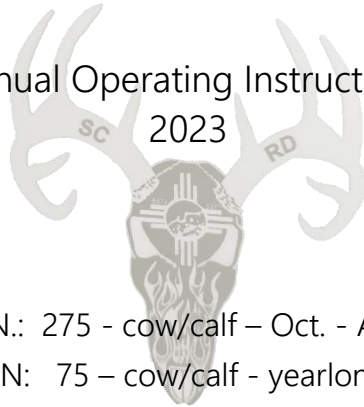 nual Operating Instruct
2023
SC RD
N.: 275 - cow/calf – Oct. - A
N: 75 – cow/calf - yearlon